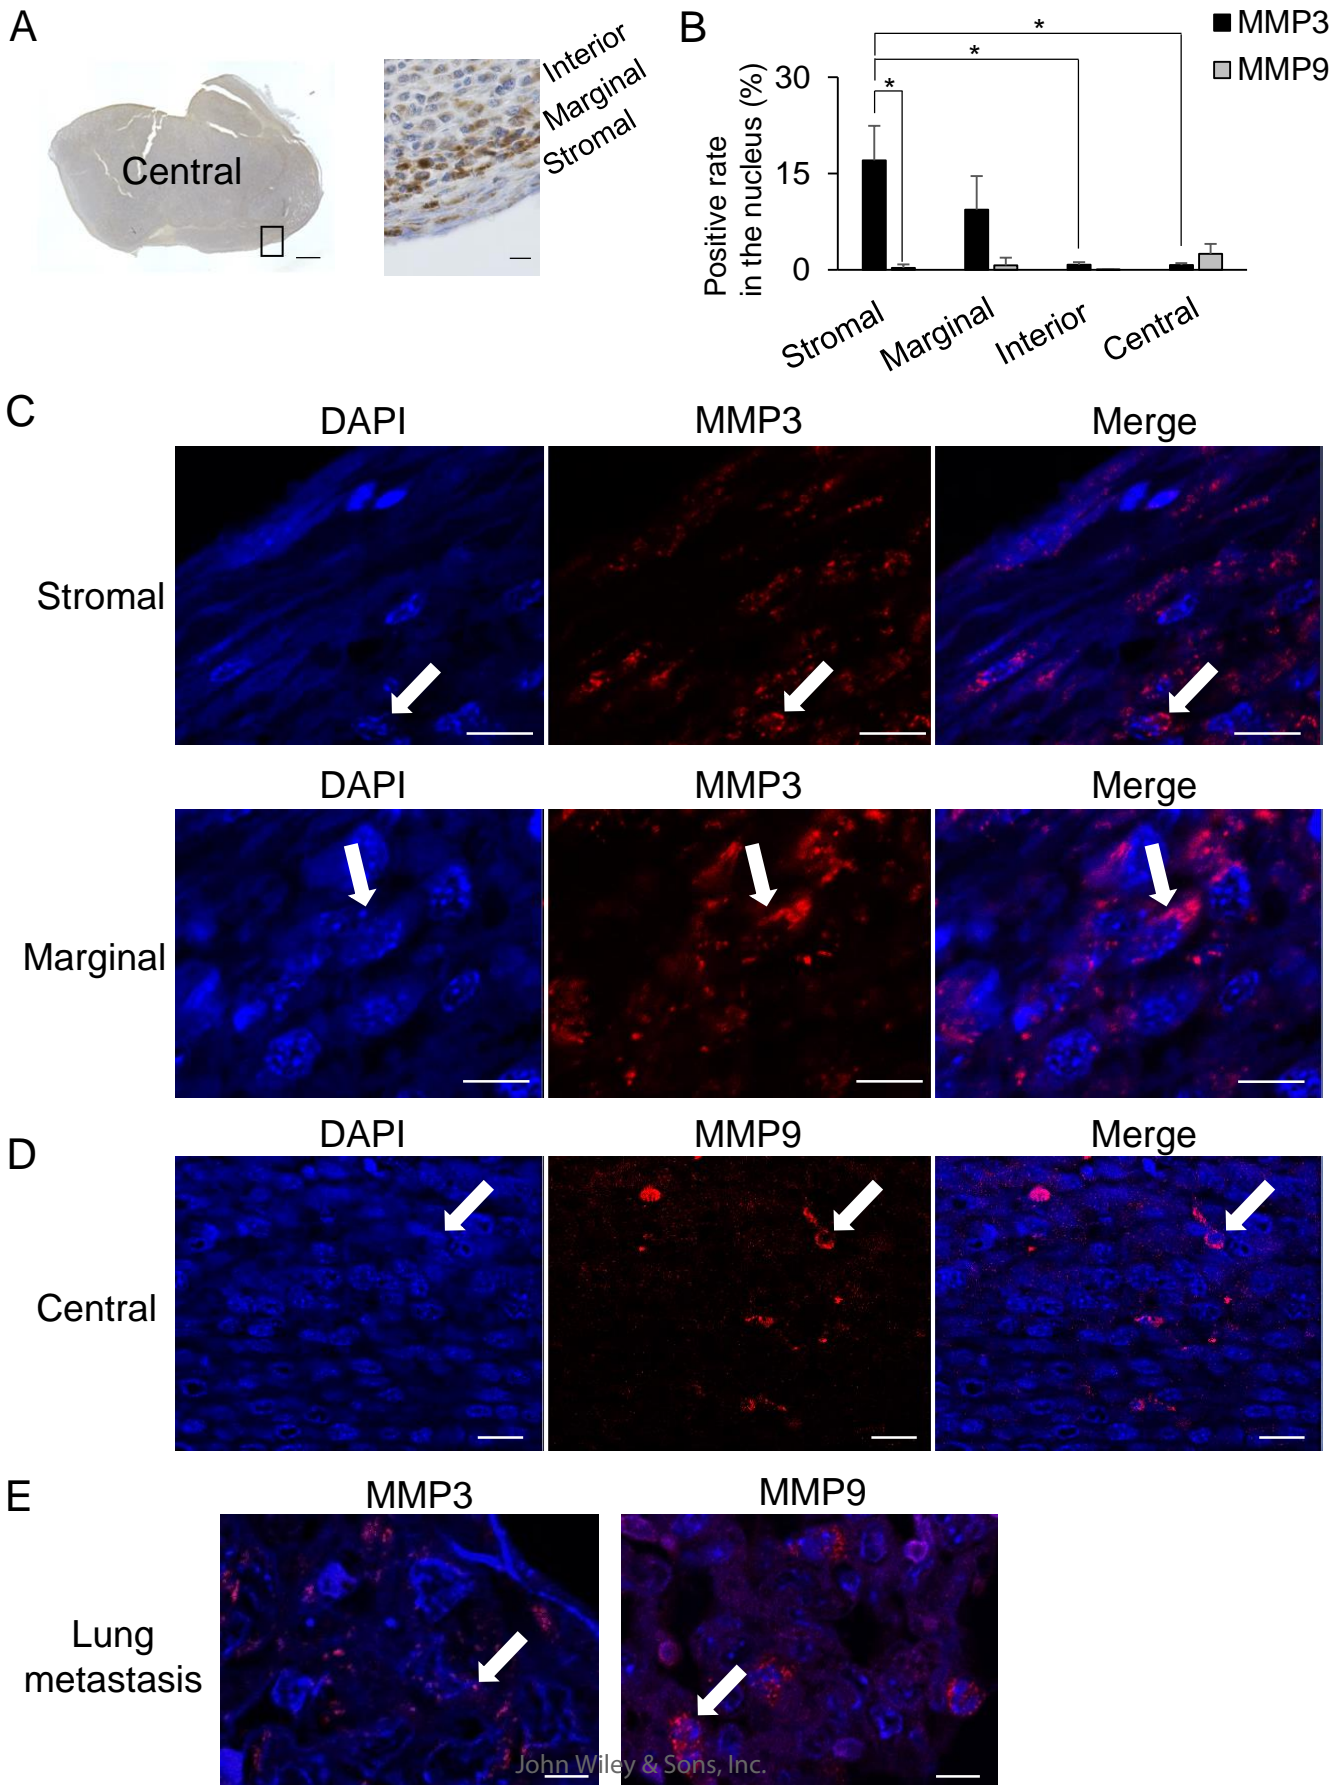 A
Central
Interior
Marginal
Stromal
B
MMP3
MMP9
Positive rate
in the nucleus (%)
30
15
0
*
*
*
Stromal
Marginal
Interior
Central
C
DAPI
MMP3
Merge
Stromal
DAPI
MMP3
Merge
Marginal
D
DAPI
MMP9
Merge
Central
E
MMP3
MMP9
Lung
metastasis
John Wiley & Sons, Inc.